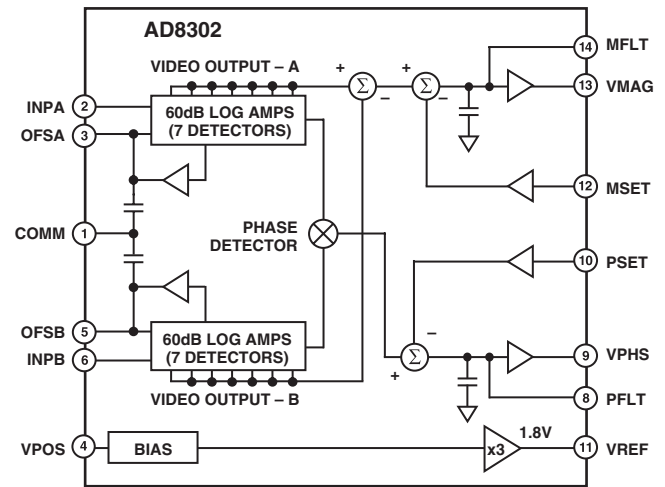 AD8302
VIDEO OUTPUT – A
+
+
Σ
Σ
–
–
14 MFLT
13 VMAG
INPA 2
60dB LOG AMPS
(7 DETECTORS)
OFSA 3
12 MSET
COMM 1
PHASE
DETECTOR
10 PSET
–
OFSB 5
60dB LOG AMPS
(7 DETECTORS)
Σ
+
9 VPHS
INPB 6
VIDEO OUTPUT – B
8 PFLT
VPOS 4
BIAS
x3
1.8V
11 VREF